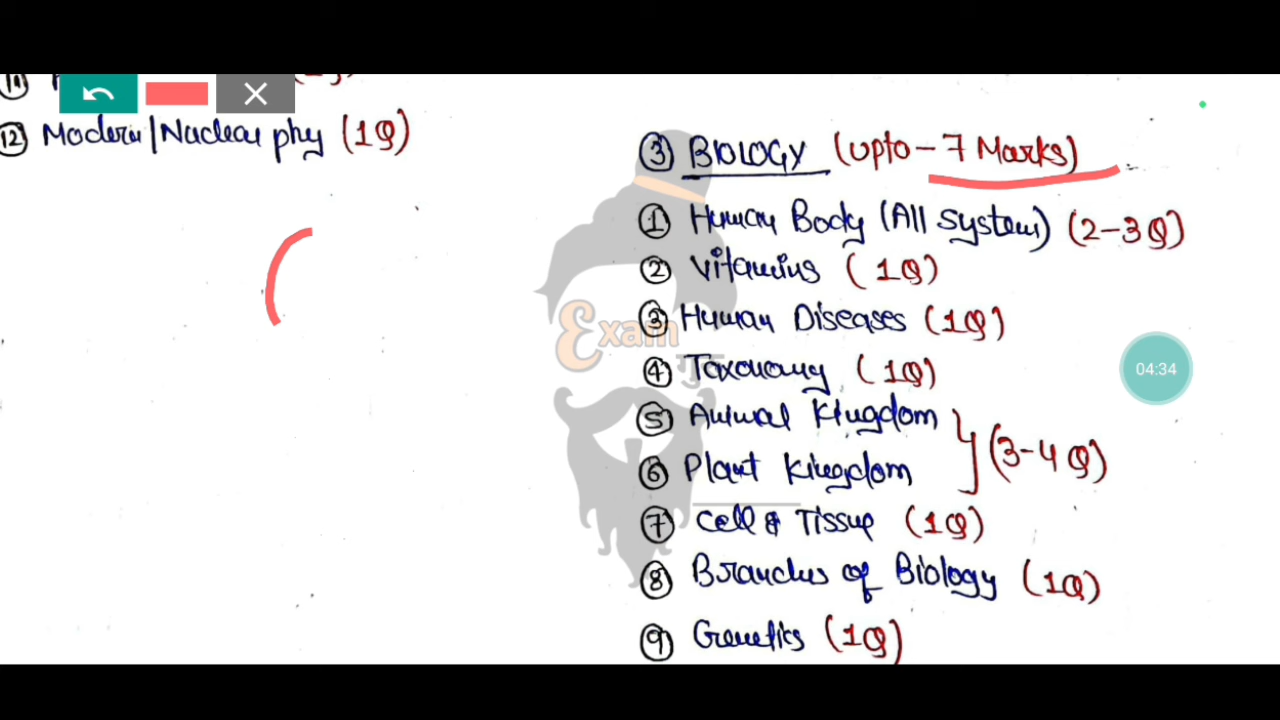 ⑫ Modern/Nuclear phy (1Q)
③ BIOLOGY (upto - 7 Marks)
① Human Body (All System) (2-3Q)
② Vitamins (1Q)
③ Human Diseases (1Q)
④ Taxonomy (1Q)
⑤ Animal Kingdom
⑥ Plant Kingdom
(3-4Q)
⑦ Cell & Tissue (1Q)
⑧ Branches of Biology (1Q)
⑨ Genetics (1Q)
Exam
गुरु
04:34